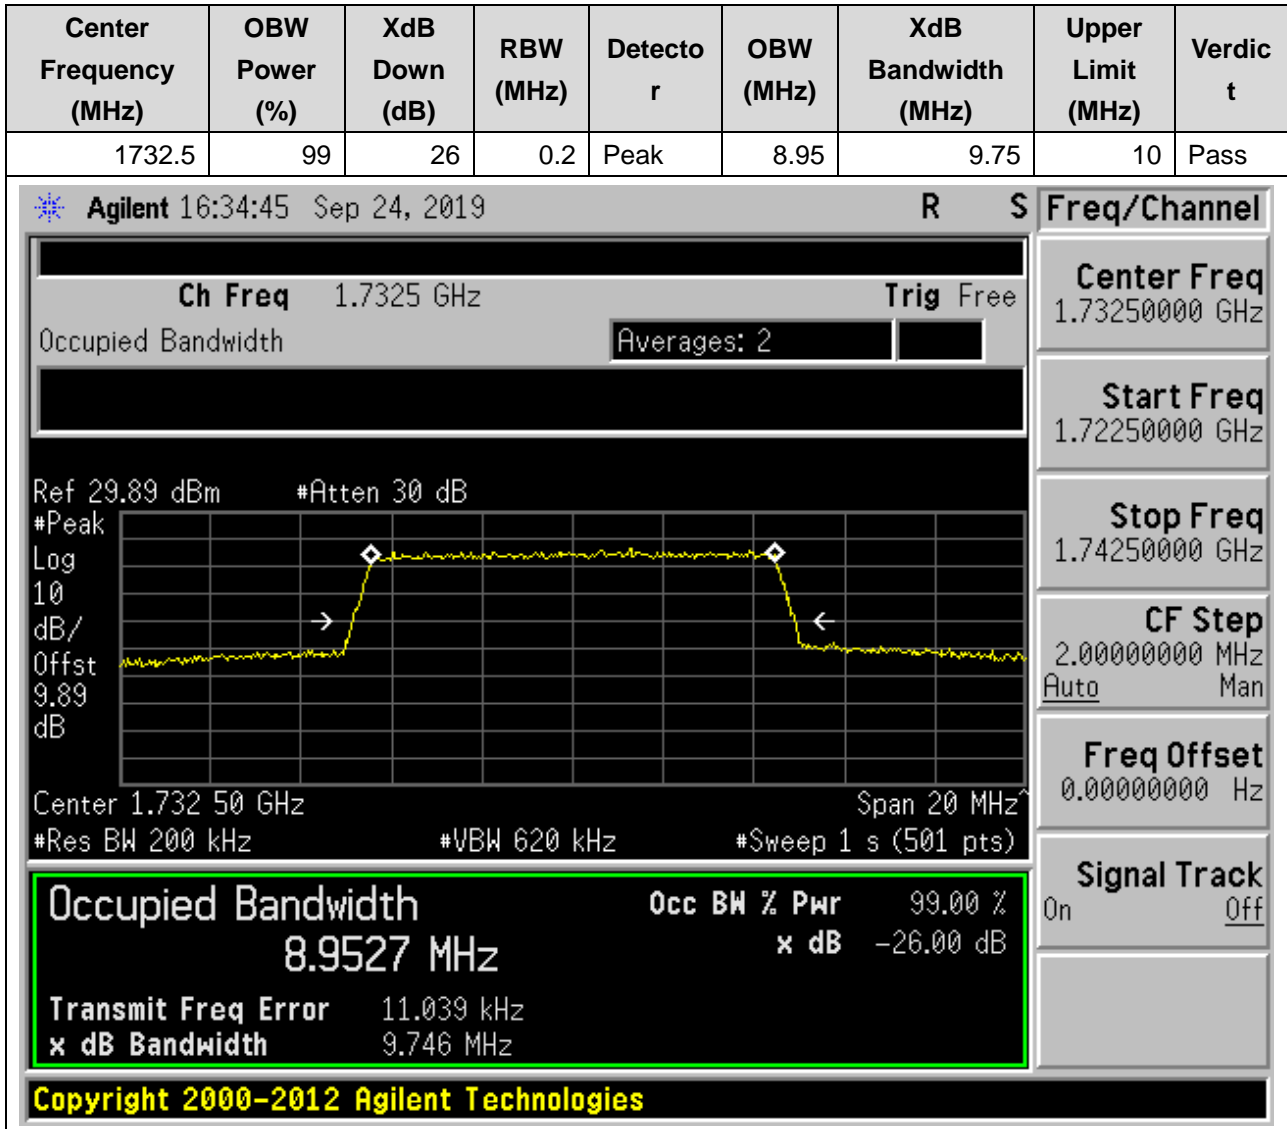 Center Frequency (MHz) OBW Power (%) XdB Down (dB) RBW (MHz) Detecto r OBW (MHz) XdB Bandwidth (MHz) Upper Limit (MHz) Verdic t
1732.5 99 26 0.2 Peak 8.95 9.75 10 Pass
Agilent 16:34:45 Sep 24, 2019 R S
Ch Freq 1.7325 GHz Trig Free
Occupied Bandwidth Averages: 2
Ref 29.89 dBm #Atten 30 dB
#Peak
Log
10
dB/
Offst
9.89
dB
Center 1.732 50 GHz Span 20 MHz^
#Res BW 200 kHz #VBW 620 kHz #Sweep 1 s (501 pts)
Occupied Bandwidth Occ BW % Pwr 99.00 %
8.9527 MHz x dB -26.00 dB
Transmit Freq Error 11.039 kHz
x dB Bandwidth 9.746 MHz
Copyright 2000-2012 Agilent Technologies
Freq/Channel
Center Freq
1.73250000 GHz
Start Freq
1.72250000 GHz
Stop Freq
1.74250000 GHz
CF Step
2.00000000 MHz
Auto Man
Freq Offset
0.00000000 Hz
Signal Track
On Off